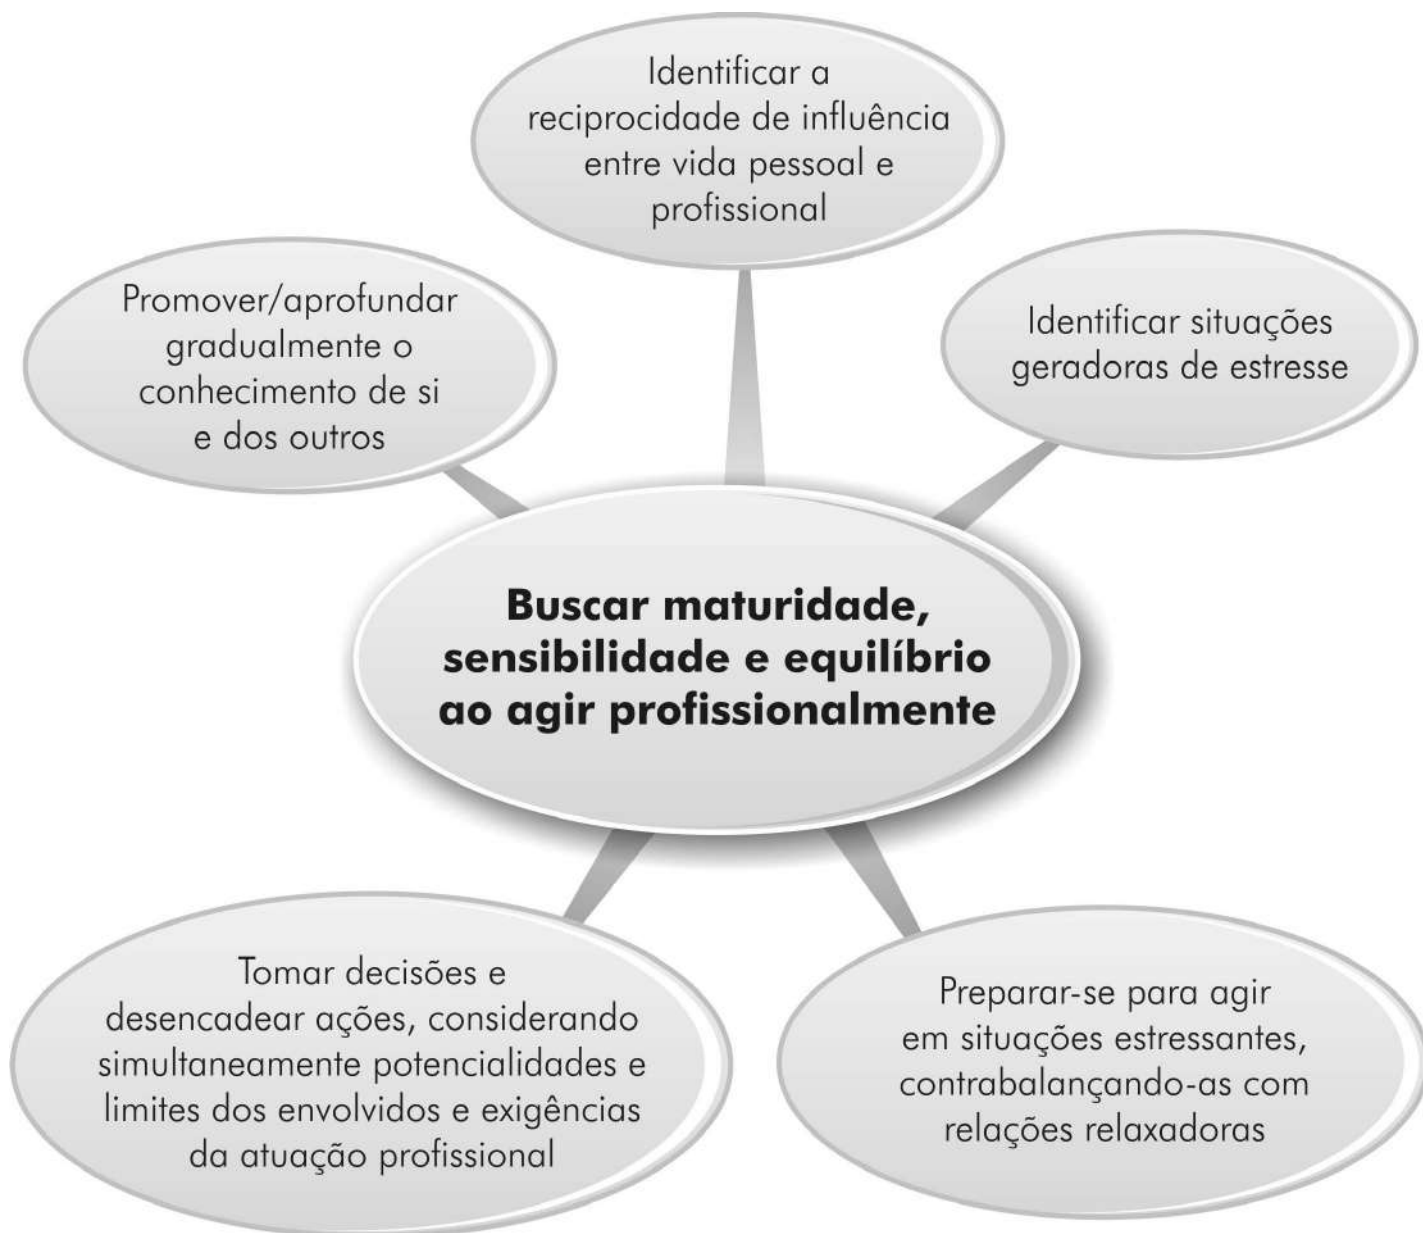 Identificar a
reciprocidade de influência
entre vida pessoal e
profissional
Promover/aprofundar
gradualmente o
conhecimento de si
e dos outros
Identificar situações
geradoras de estresse
Buscar maturidade,
sensibilidade e equilíbrio
ao agir profissionalmente
Tomar decisões e
desencadear ações, considerando
simultaneamente potencialidades e
limites dos envolvidos e exigências
da atuação profissional
Preparar-se para agir
em situações estressantes,
contrabalançando-as com
relações relaxadoras